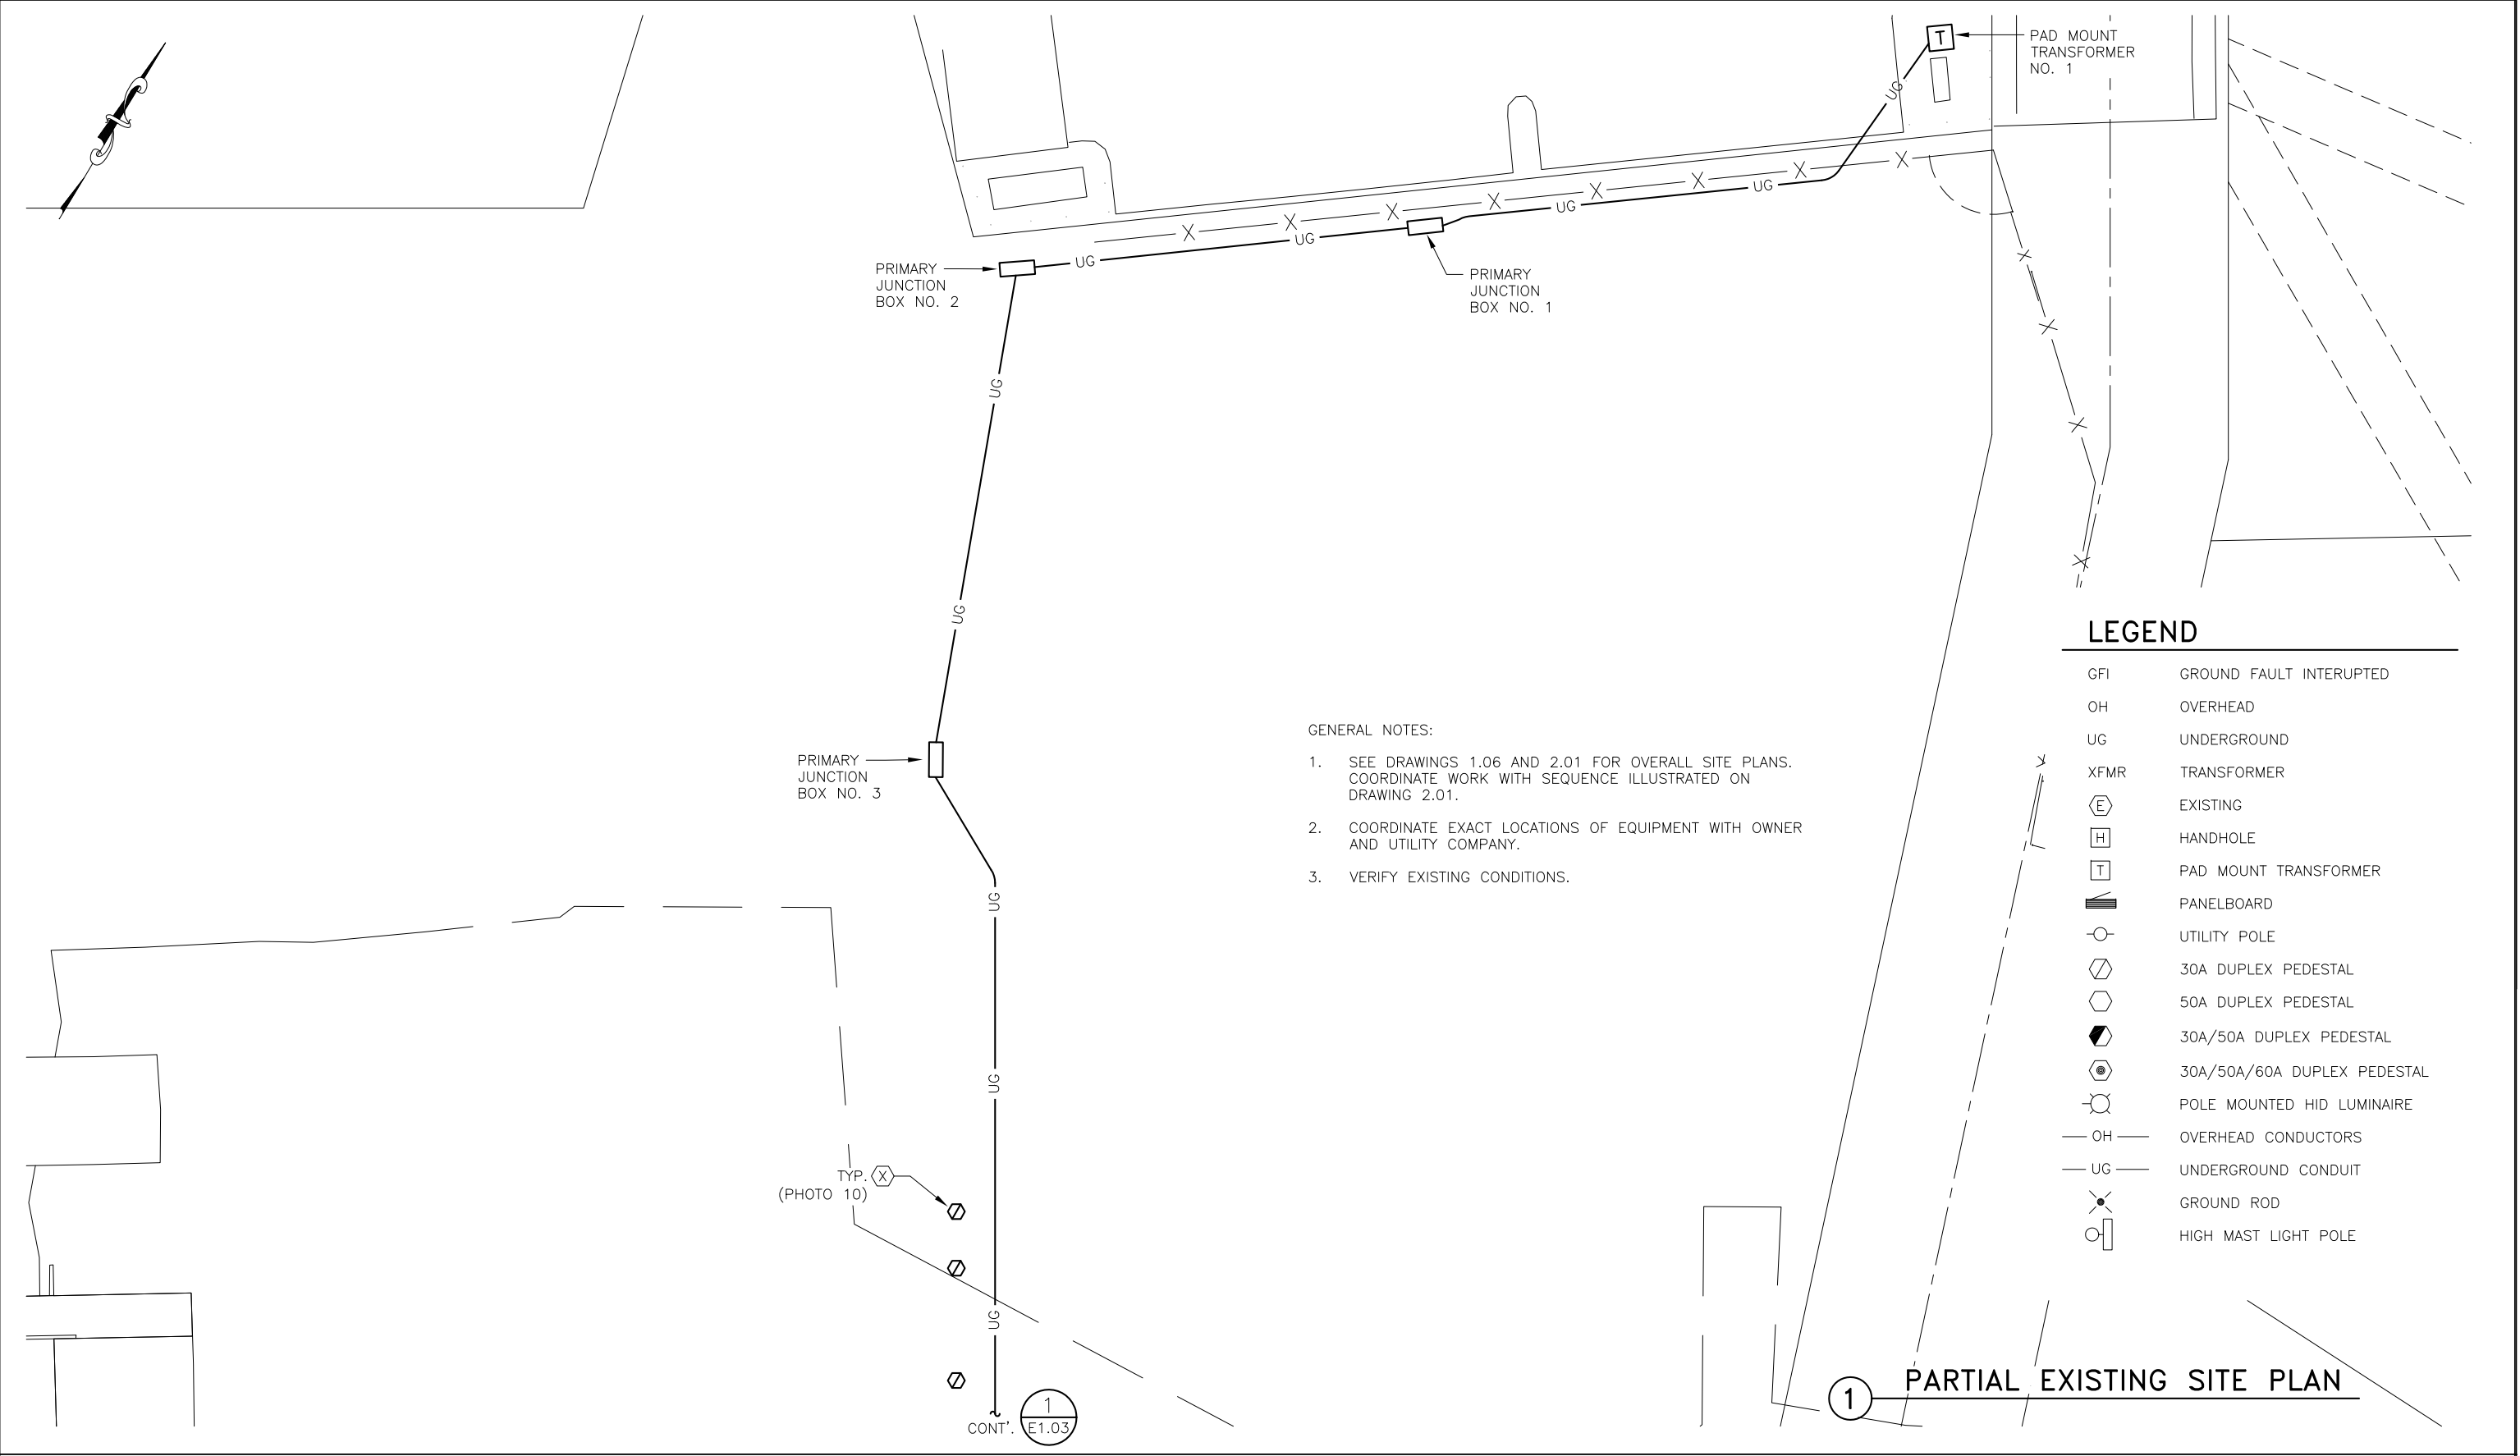 T
PAD MOUNT
TRANSFORMER
NO. 1
UG
UG
UG
UG
UG
PRIMARY
JUNCTION
BOX NO. 2
PRIMARY
JUNCTION
BOX NO. 1
UG
UG
PRIMARY
JUNCTION
BOX NO. 3
UG
UG
TYP. X
(PHOTO 10)
UG
CONT'.
1
E1.03
GENERAL NOTES:
1. SEE DRAWINGS 1.06 AND 2.01 FOR OVERALL SITE PLANS.
COORDINATE WORK WITH SEQUENCE ILLUSTRATED ON
DRAWING 2.01.
2. COORDINATE EXACT LOCATIONS OF EQUIPMENT WITH OWNER
AND UTILITY COMPANY.
3. VERIFY EXISTING CONDITIONS.
LEGEND
GFI GROUND FAULT INTERUPTED
OH OVERHEAD
UG UNDERGROUND
XFMR TRANSFORMER
E EXISTING
H HANDHOLE
T PAD MOUNT TRANSFORMER
PANELBOARD
UTILITY POLE
30A DUPLEX PEDESTAL
50A DUPLEX PEDESTAL
30A/50A DUPLEX PEDESTAL
30A/50A/60A DUPLEX PEDESTAL
POLE MOUNTED HID LUMINAIRE
OH OVERHEAD CONDUCTORS
UG UNDERGROUND CONDUIT
GROUND ROD
HIGH MAST LIGHT POLE
1 PARTIAL EXISTING SITE PLAN